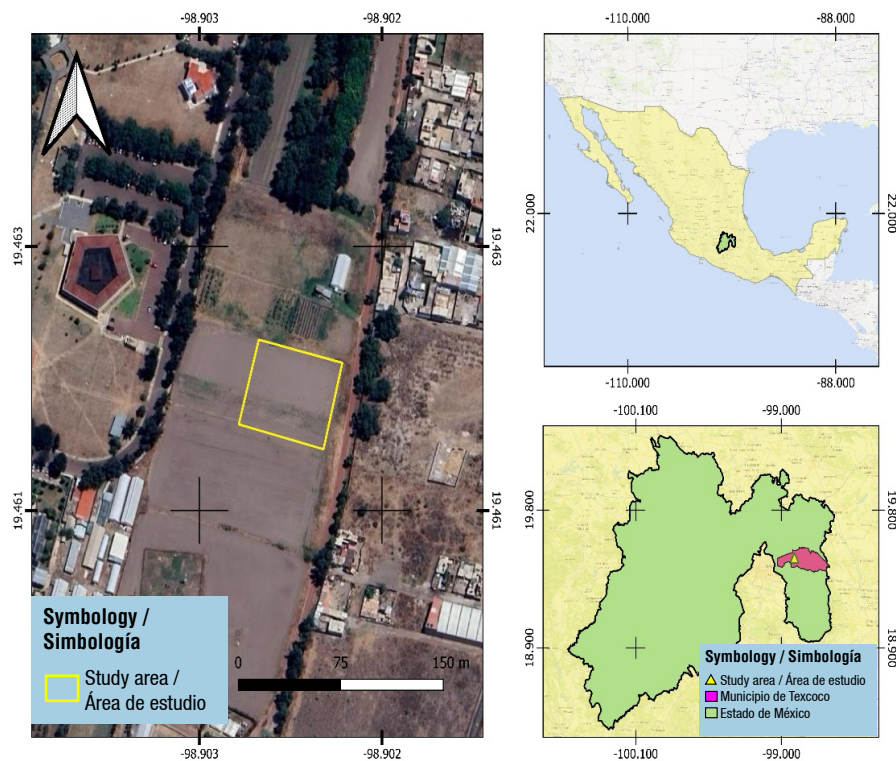 -98.903
-98.902
19.463
19.463
19.461
19.461
Symbology /
Simbología
Study area /
Área de estudio
0
75
150 m
-98.903
-98.902
-110.000
-88.000
22.000
22.000
-110.000
-88.000
-100.100
-99.000
19.800
19.800
18.900
18.900
Symbology / Simbología
Study area / Área de estudio
Municipio de Texcoco
Estado de México
-100.100
-99.000